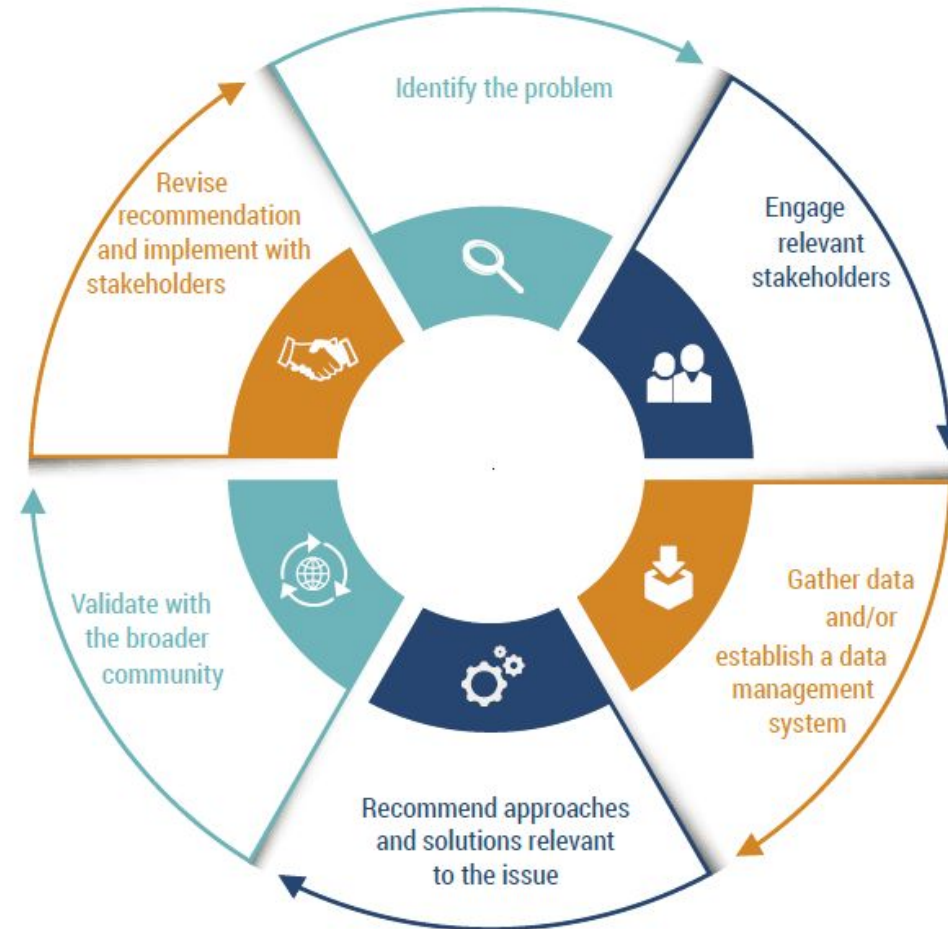 Identify the problem
Engage
relevant
stakeholders
Gather data
and/or
establish a data
management
system
Recommend approaches
and solutions relevant
to the issue
Validate with
the broader
community
Revise
recommendation
and implement with
stakeholders